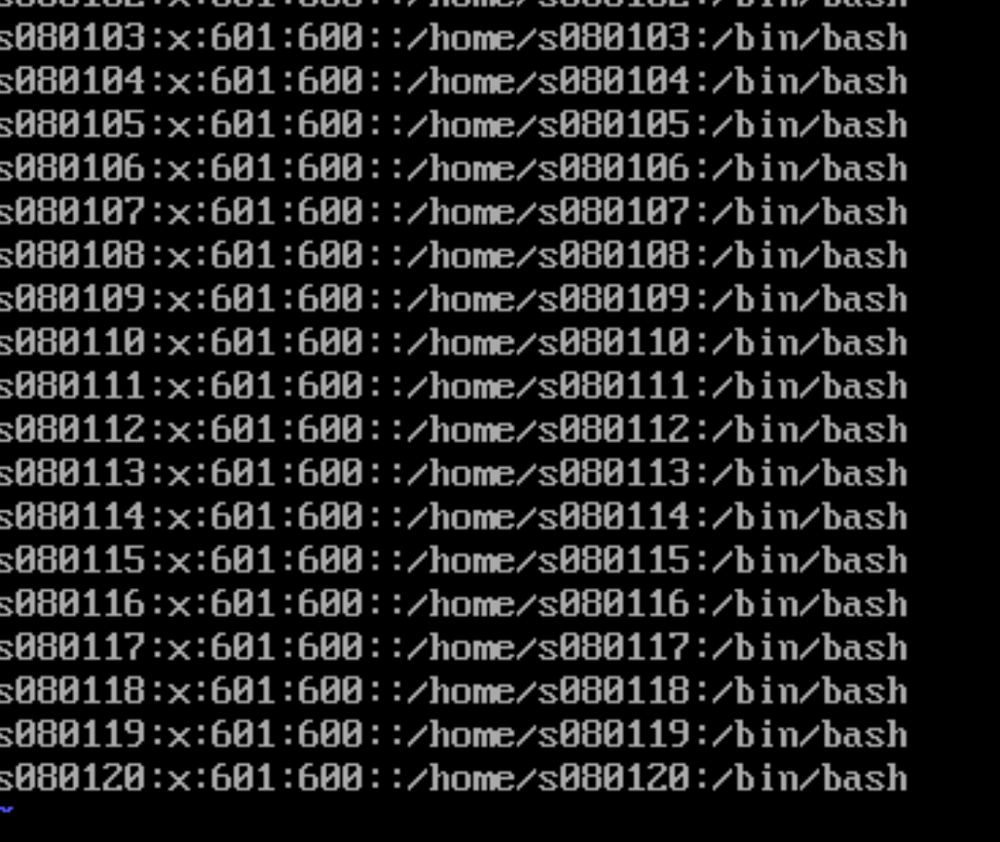 s080103:x:601:600::/home/s080103:/bin/bash
s080104:x:601:600::/home/s080104:/bin/bash
s080105:x:601:600::/home/s080105:/bin/bash
s080106:x:601:600::/home/s080106:/bin/bash
s080107:x:601:600::/home/s080107:/bin/bash
s080108:x:601:600::/home/s080108:/bin/bash
s080109:x:601:600::/home/s080109:/bin/bash
s080110:x:601:600::/home/s080110:/bin/bash
s080111:x:601:600::/home/s080111:/bin/bash
s080112:x:601:600::/home/s080112:/bin/bash
s080113:x:601:600::/home/s080113:/bin/bash
s080114:x:601:600::/home/s080114:/bin/bash
s080115:x:601:600::/home/s080115:/bin/bash
s080116:x:601:600::/home/s080116:/bin/bash
s080117:x:601:600::/home/s080117:/bin/bash
s080118:x:601:600::/home/s080118:/bin/bash
s080119:x:601:600::/home/s080119:/bin/bash
s080120:x:601:600::/home/s080120:/bin/bash